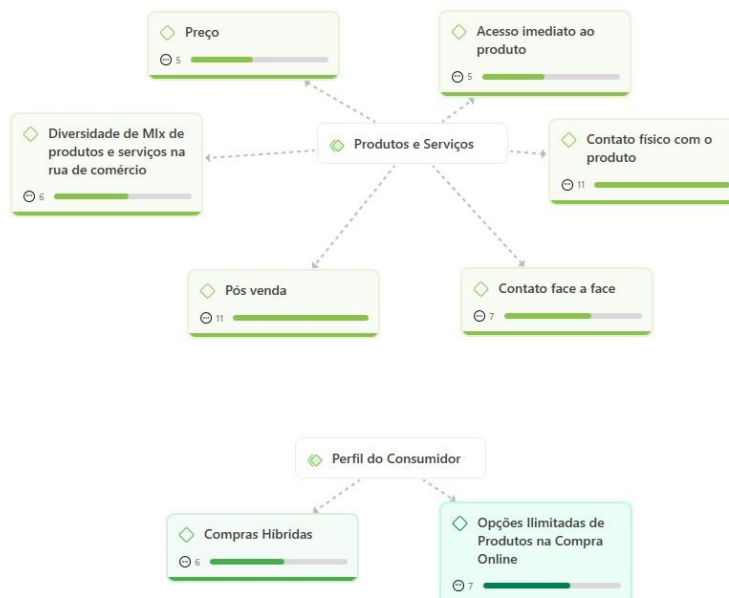 Preço
5
Acesso imediato ao
produto
5
Diversidade de MIx de
produtos e serviços na
rua de comércio
6
Produtos e Serviços
Contato físico com o
produto
11
Pós venda
11
Contato face a face
7
Perfil do Consumidor
Compras Híbridas
6
Opções Ilimitadas de
Produtos na Compra
Online
7